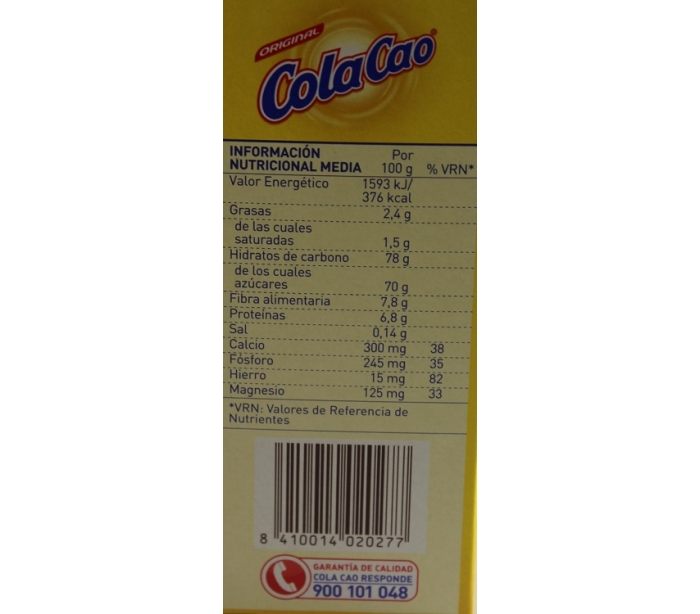 ORIGINAL
ColaCao®
INFORMACIÓN Por
NUTRICIONAL MEDIA 100 g % VRN*
Valor Energético 1593 kJ/
376 kcal
Grasas 2,4 g
de las cuales
saturadas 1,5 g
Hidratos de carbono 78 g
de los cuales
azúcares 70 g
Fibra alimentaria 7,8 g
Proteínas 6,8 g
Sal 0,14 g
Calcio 300 mg 38
Fósforo 245 mg 35
Hierro 15 mg 82
Magnesio 125 mg 33
*VRN: Valores de Referencia de
Nutrientes
8 410014 020277
GARANTÍA DE CALIDAD
COLA CAO RESPONDE
900 101 048